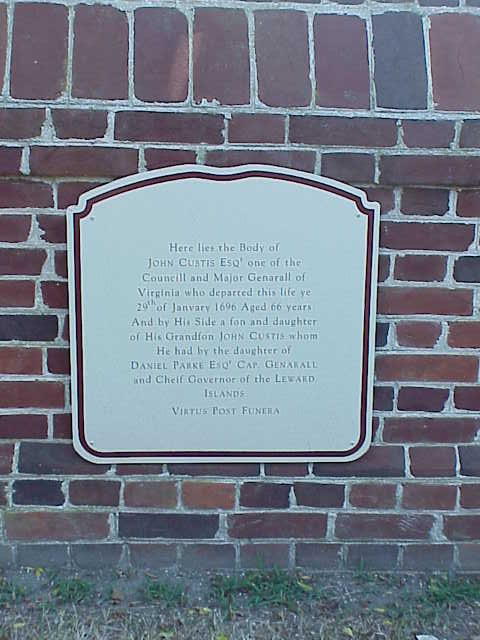 Here lies the Body of
JOHN CUSTIS ESQʳ one of the
Councill and Major Genarall of
Virginia who departed this life ye
29ᵗʰ of Janvary 1696 Aged 66 years
And by His Side a fon and daughter
of His Grandfon JOHN CUSTIS whom
He had by the daughter of
DANIEL PARKE ESQʳ CAP. GENARALL
and Cheif Governor of the LEWARD
ISLANDS
VIRTUS POST FUNERA